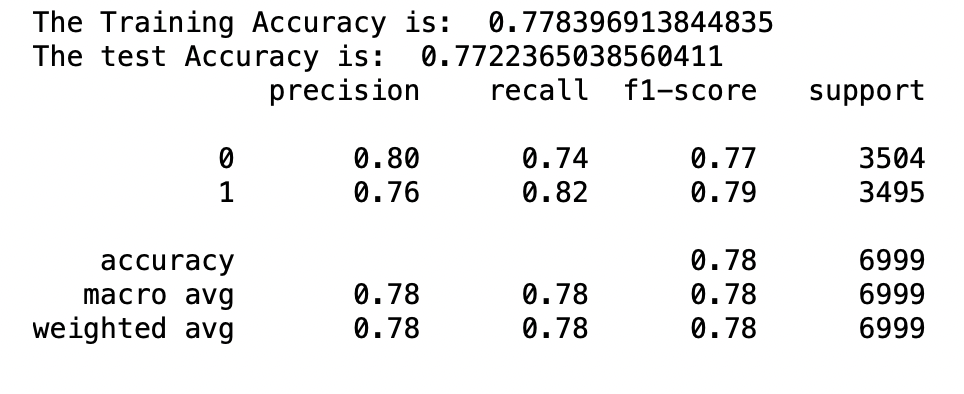 The Training Accuracy is:  0.778396913844835
The test Accuracy is:  0.7722365038560411
              precision    recall  f1-score   support
           0       0.80      0.74      0.77      3504
           1       0.76      0.82      0.79      3495
    accuracy                           0.78      6999
   macro avg       0.78      0.78      0.78      6999
weighted avg       0.78      0.78      0.78      6999